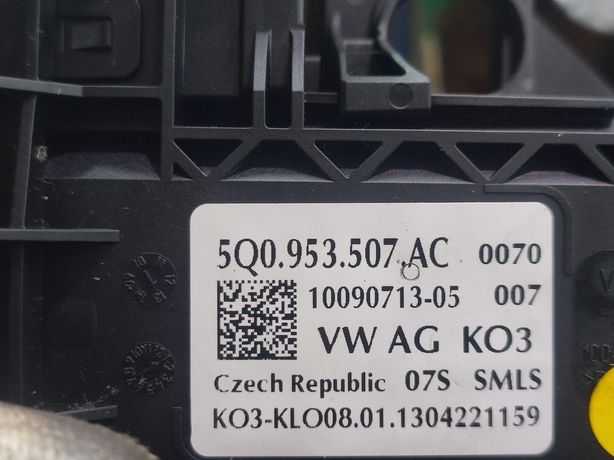 5Q0.953.507.AC 0070
10090713-05 007
VW AG KO3
Czech Republic 07S SMLS
KO3-KLO08.01.1304221159